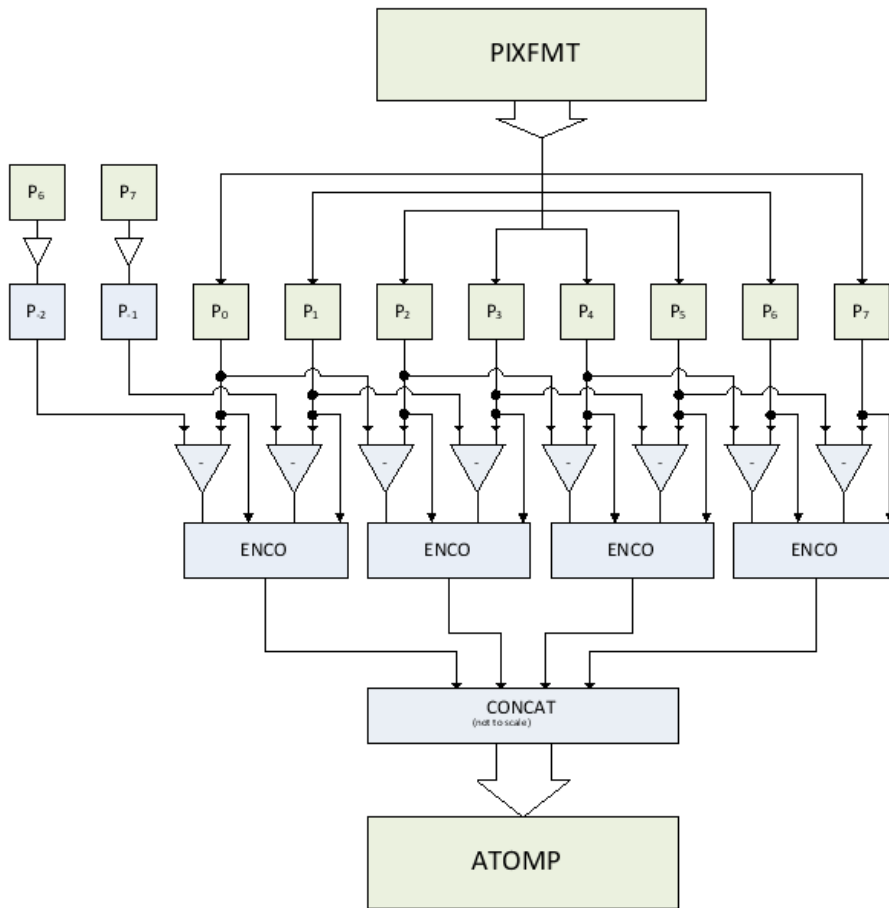 PIXFMT
P₆
P₇
P₋₂
P₋₁
P₀
P₁
P₂
P₃
P₄
P₅
P₆
P₇
-
-
-
-
-
-
-
-
ENCO
ENCO
ENCO
ENCO
CONCAT
(not to scale)
ATOMP